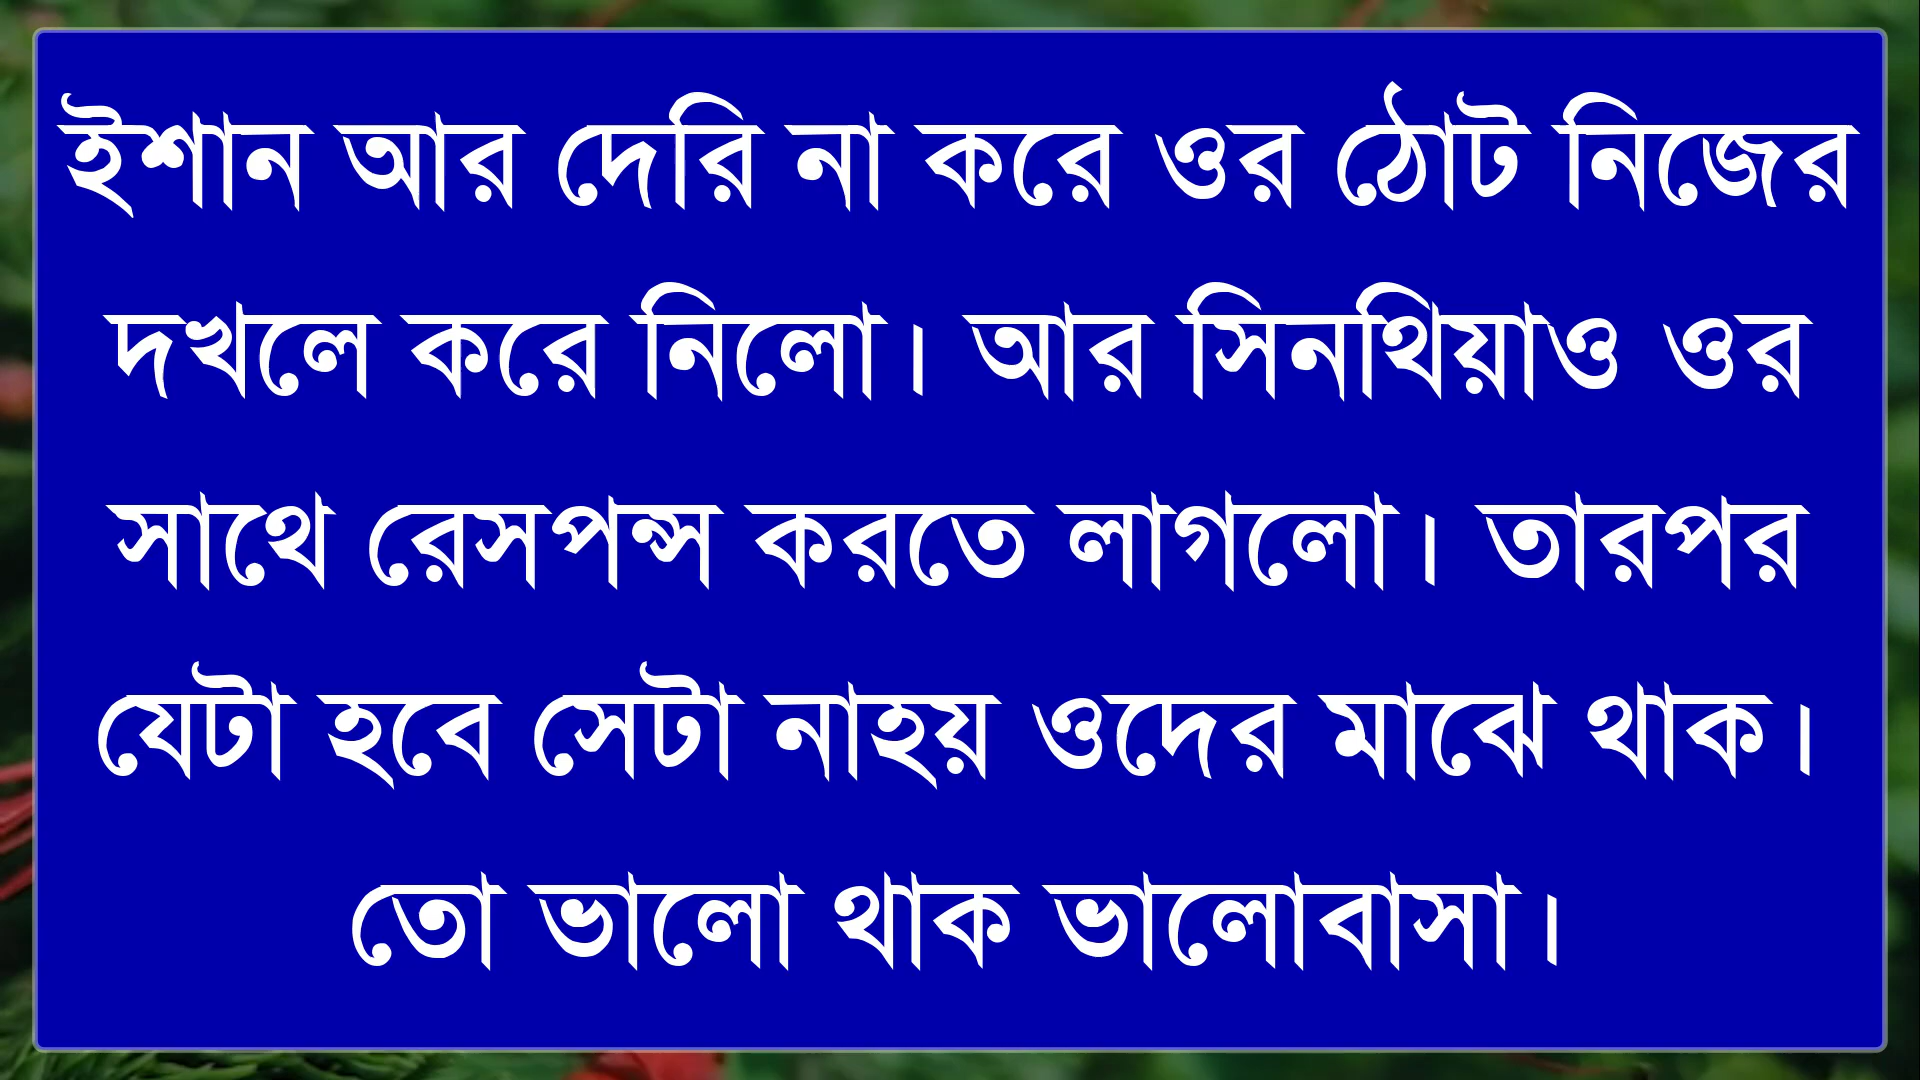 ইশান আর দেরি না করে ওর ঠোট নিজের
দখলে করে নিলো। আর সিনথিয়াও ওর
সাথে রেসপন্স করতে লাগলো। তারপর
যেটা হবে সেটা নাহয় ওদের মাঝে থাক।
তো ভালো থাক ভালোবাসা।